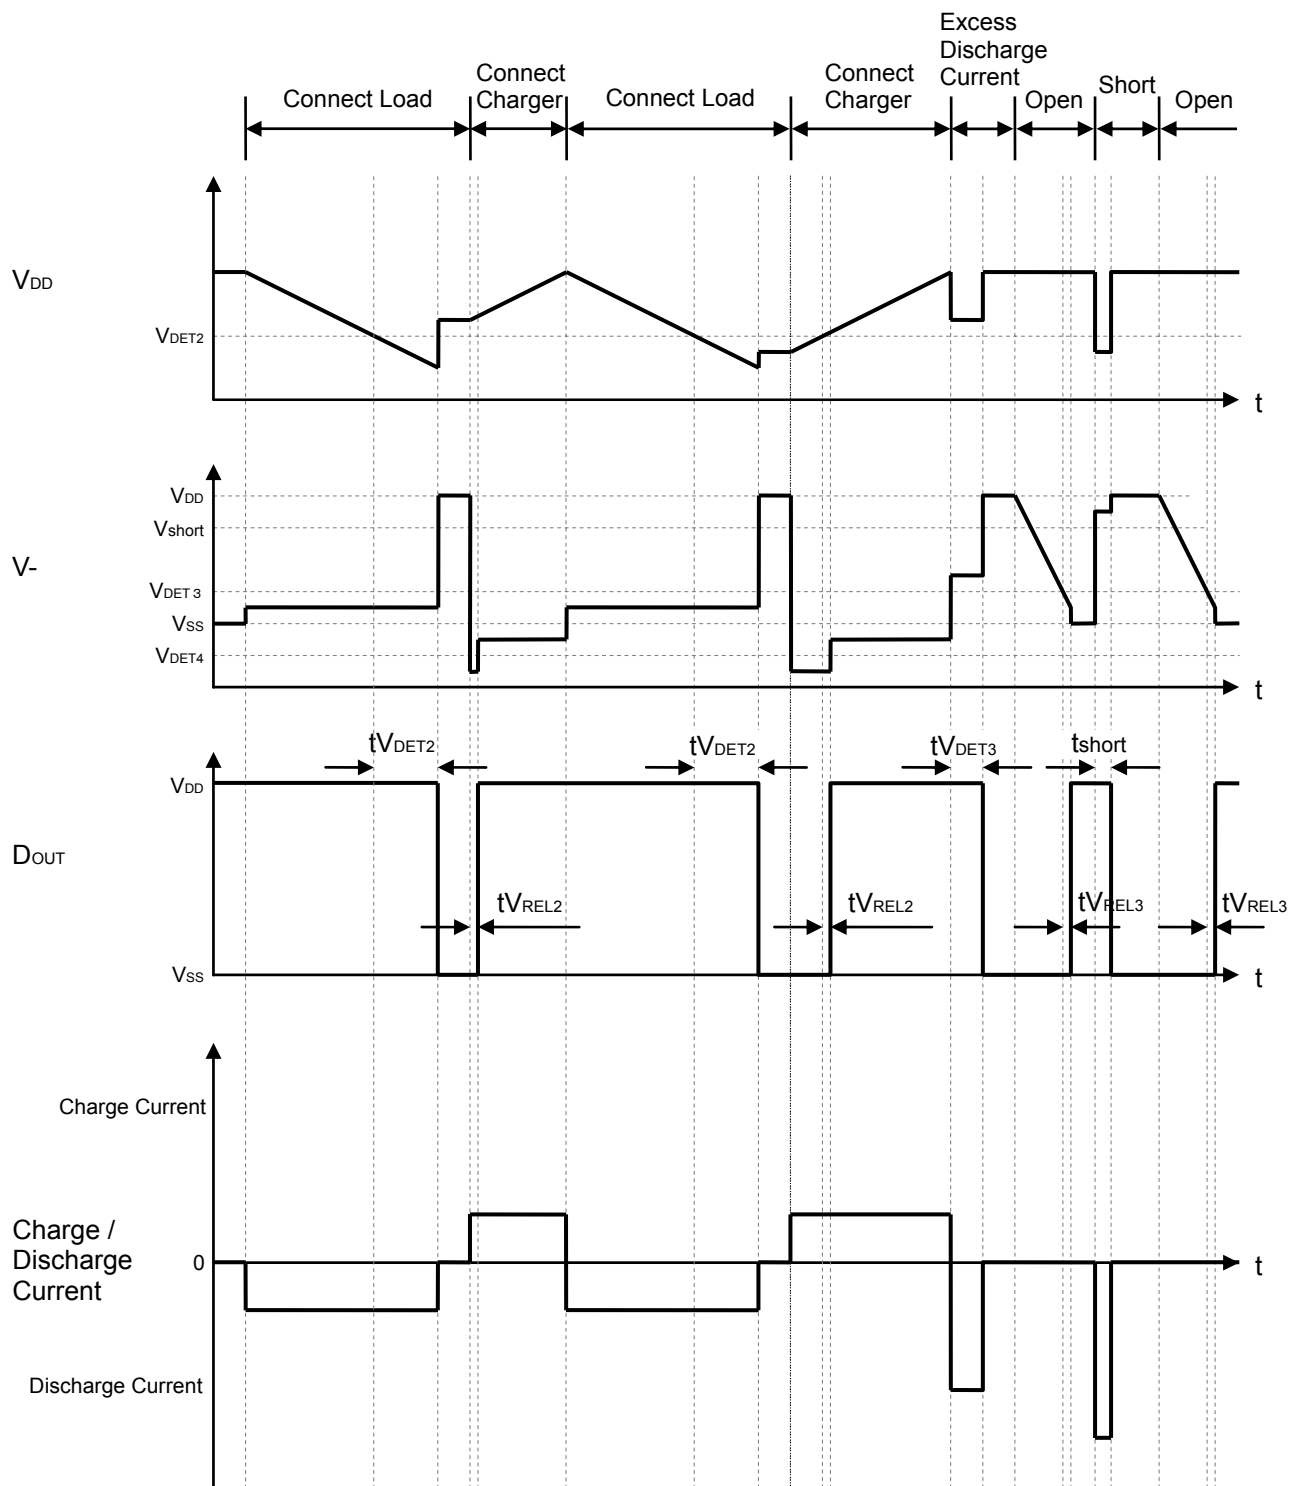 Excess
Discharge
Current
Connect Load
Connect
Charger
Connect Load
Connect
Charger
Open
Short
Open
VDD
VDET2
t
V-
VDD
Vshort
VDET 3
VSS
VDET4
t
DOUT
tVDET2
tVDET2
tVDET3
tshort
VDD
tVREL2
tVREL2
tVREL3
tVREL3
VSS
t
Charge Current
Charge /
Discharge
Current
0
t
Discharge Current